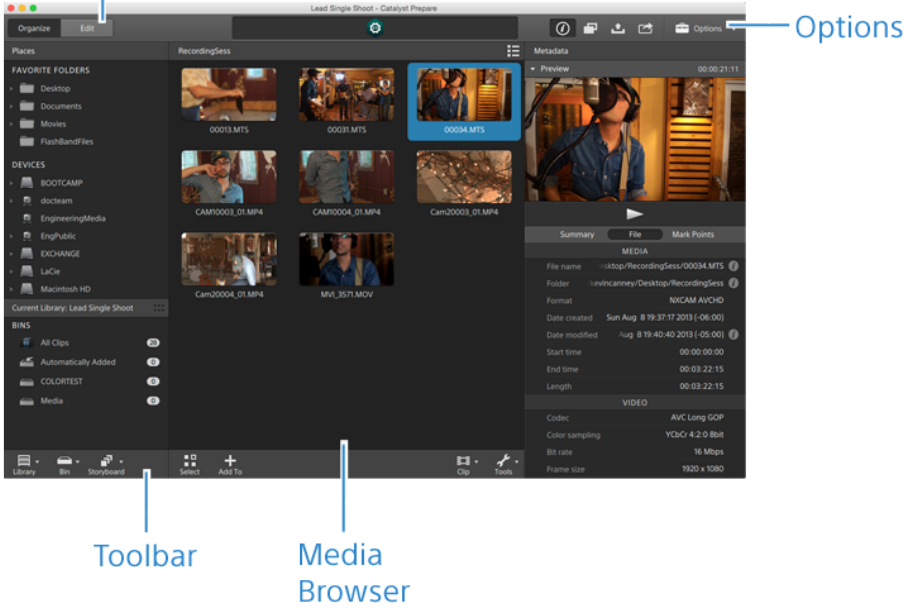 Lead Single Shoot - Catalyst Prepare
Organize Edit
Options
Options
Places
RecordingSess
Metadata
FAVORITE FOLDERS
Desktop
Documents
Movies
FlashBandFiles
DEVICES
BOOTCAMP
docteam
EngineeringMedia
EngPublic
EXCHANGE
LaCie
Macintosh HD
Current Library: Lead Single Shoot
BINS
All Clips 28
Automatically Added 0
COLORTEST 0
Media 0
00013.MTS
00031.MTS
00034.MTS
CAM10003_01.MP4
CAM10004_01.MP4
Cam20003_01.MP4
Cam20004_01.MP4
MVI_3571.MOV
Preview 00:00:21:11
Summary File Mark Points
MEDIA
File name sktop/RecordingSess/00034.MTS
Folder kevincanney/Desktop/RecordingSess
Format NXCAM AVCHD
Date created Sun Aug 8 19:37:17 2013 (-06:00)
Date modified Aug 8 19:40:40 2013 (-05:00)
Start time 00:00:00:00
End time 00:03:22:15
Length 00:03:22:15
VIDEO
Codec AVC Long GOP
Color sampling YCbCr 4:2:0 8bit
Bit rate 16 Mbps
Frame size 1920 x 1080
Library Bin Storyboard
Select Add To
Clip Tools
Toolbar
Media
Browser